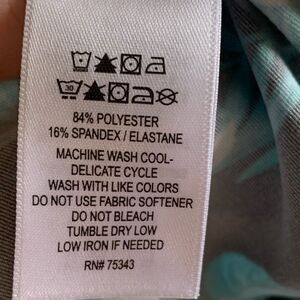 30
84% POLYESTER
16% SPANDEX / ELASTANE
MACHINE WASH COOL-
DELICATE CYCLE
WASH WITH LIKE COLORS
DO NOT USE FABRIC SOFTENER
DO NOT BLEACH
TUMBLE DRY LOW
LOW IRON IF NEEDED
RN# 75343